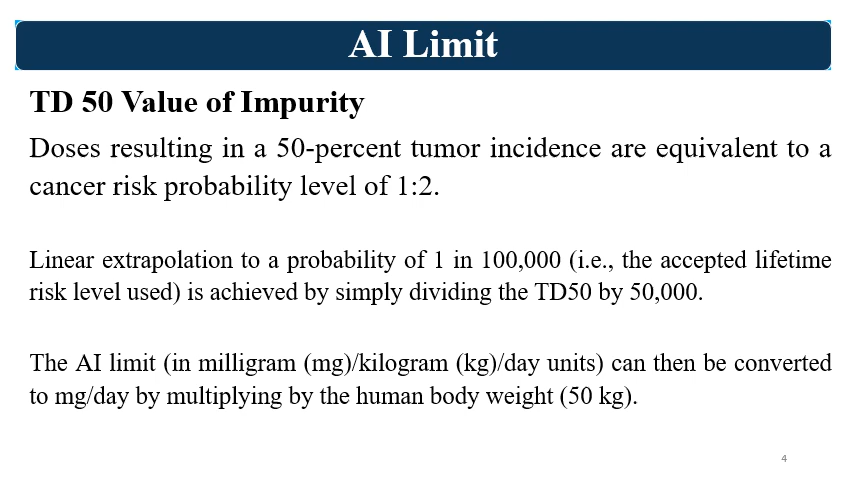 AI Limit
TD 50 Value of Impurity
Doses resulting in a 50-percent tumor incidence are equivalent to a
cancer risk probability level of 1:2.
Linear extrapolation to a probability of 1 in 100,000 (i.e., the accepted lifetime
risk level used) is achieved by simply dividing the TD50 by 50,000.
The AI limit (in milligram (mg)/kilogram (kg)/day units) can then be converted
to mg/day by multiplying by the human body weight (50 kg).
4